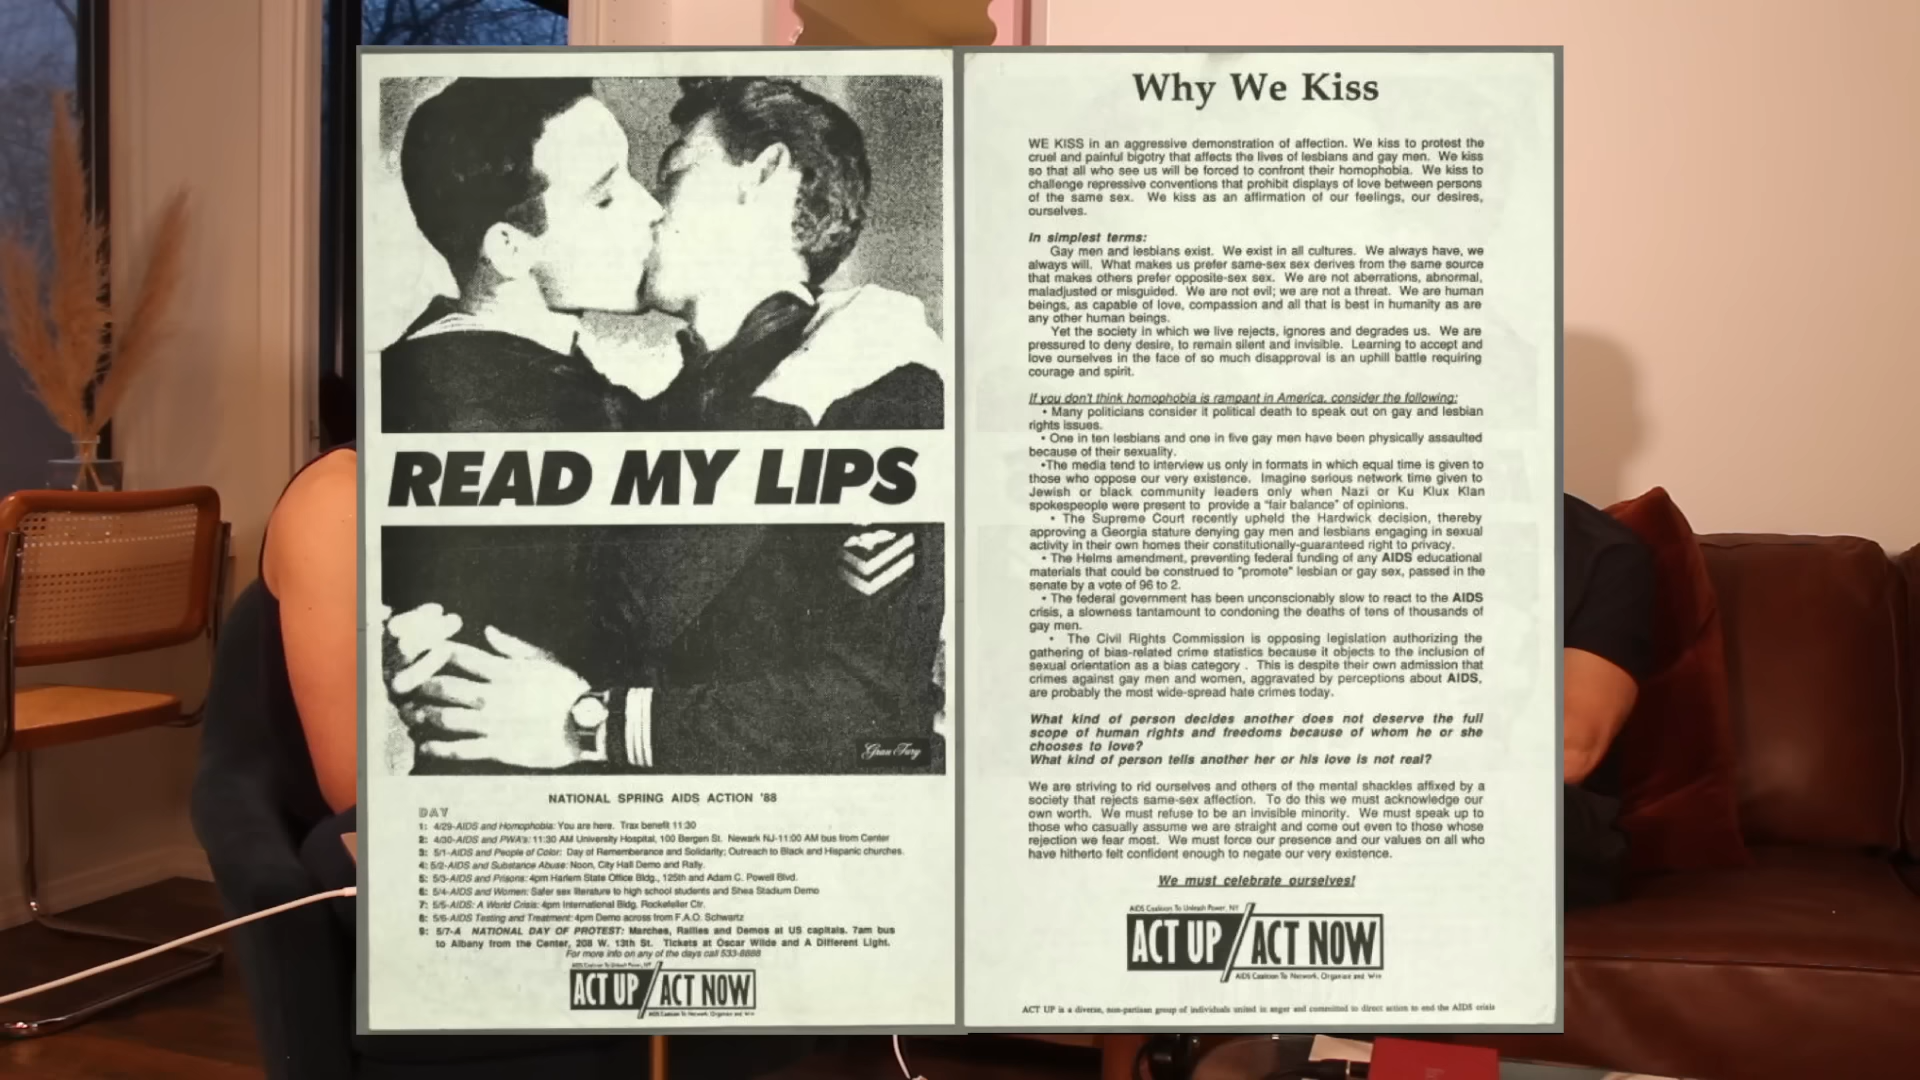 READ MY LIPS
Gran Fury
NATIONAL SPRING AIDS ACTION '88
DAY
1: 4/29-AIDS and Homophobia: You are here. Trax benefit 11:30
2: 4/30-AIDS and PWA's: 11:30 AM University Hospital, 100 Bergen St. Newark NJ-11:00 AM bus from Center
3: 5/1-AIDS and People of Color: Day of Remembrance and Solidarity; Outreach to Black and Hispanic churches.
4: 5/2-AIDS and Substance Abuse: Noon, City Hall Demo and Rally.
5: 5/3-AIDS and Prisons: 4pm Harlem State Office Bldg., 125th and Adam C. Powell Blvd.
6: 5/4-AIDS and Women: Safer sex literature to high school students and Shea Stadium Demo
7: 5/5-AIDS: A World Crisis: 4pm International Bldg. Rockefeller Ctr.
8: 5/6-AIDS Testing and Treatment: 4pm Demo across from F.A.O. Schwartz
9: 5/7-A NATIONAL DAY OF PROTEST: Marches, Rallies and Demos at US capitals. 7am bus
to Albany from the Center, 208 W. 13th St. Tickets at Oscar Wilde and A Different Light.
For more info on any of the days call 533-8888
AIDS Coalition To Unleash Power, NY
ACT UP / ACT NOW
AIDS Coalition To Network, Organize and Win
Why We Kiss
WE KISS in an aggressive demonstration of affection. We kiss to protest the
cruel and painful bigotry that affects the lives of lesbians and gay men. We kiss
so that all who see us will be forced to confront their homophobia. We kiss to
challenge repressive conventions that prohibit displays of love between persons
of the same sex. We kiss as an affirmation of our feelings, our desires,
ourselves.
In simplest terms:
Gay men and lesbians exist. We exist in all cultures. We always have, we
always will. What makes us prefer same-sex sex derives from the same source
that makes others prefer opposite-sex sex. We are not aberrations, abnormal,
maladjusted or misguided. We are not evil; we are not a threat. We are human
beings, as capable of love, compassion and all that is best in humanity as are
any other human beings.
Yet the society in which we live rejects, ignores and degrades us. We are
pressured to deny desire, to remain silent and invisible. Learning to accept and
love ourselves in the face of so much disapproval is an uphill battle requiring
courage and spirit.
If you don't think homophobia is rampant in America, consider the following:
• Many politicians consider it political death to speak out on gay and lesbian
rights issues.
• One in ten lesbians and one in five gay men have been physically assaulted
because of their sexuality.
•The media tend to interview us only in formats in which equal time is given to
those who oppose our very existence. Imagine serious network time given to
Jewish or black community leaders only when Nazi or Ku Klux Klan
spokespeople were present to provide a "fair balance" of opinions.
• The Supreme Court recently upheld the Hardwick decision, thereby
approving a Georgia stature denying gay men and lesbians engaging in sexual
activity in their own homes their constitutionally-guaranteed right to privacy.
• The Helms amendment, preventing federal funding of any AIDS educational
materials that could be construed to "promote" lesbian or gay sex, passed in the
senate by a vote of 96 to 2.
• The federal government has been unconscionably slow to react to the AIDS
crisis, a slowness tantamount to condoning the deaths of tens of thousands of
gay men.
• The Civil Rights Commission is opposing legislation authorizing the
gathering of bias-related crime statistics because it objects to the inclusion of
sexual orientation as a bias category . This is despite their own admission that
crimes against gay men and women, aggravated by perceptions about AIDS,
are probably the most wide-spread hate crimes today.
What kind of person decides another does not deserve the full
scope of human rights and freedoms because of whom he or she
chooses to love?
What kind of person tells another her or his love is not real?
We are striving to rid ourselves and others of the mental shackles affixed by a
society that rejects same-sex affection. To do this we must acknowledge our
own worth. We must refuse to be an invisible minority. We must speak up to
those who casually assume we are straight and come out even to those whose
rejection we fear most. We must force our presence and our values on all who
have hitherto felt confident enough to negate our very existence.
We must celebrate ourselves!
AIDS Coalition To Unleash Power, NY
ACT UP / ACT NOW
AIDS Coalition To Network, Organize and Win
ACT UP is a diverse, non-partisan group of individuals united in anger and committed to direct action to end the AIDS crisis